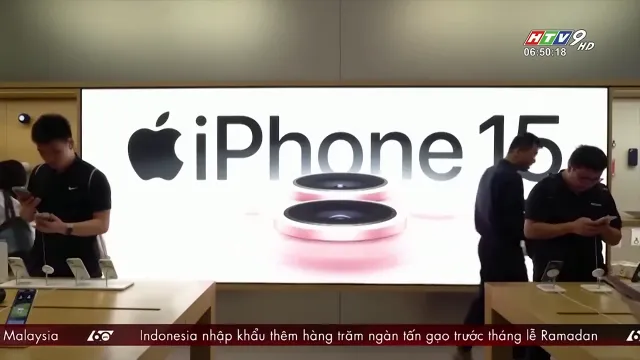 HTV9 HD
06:50:18
iPhone 15
Malaysia 60 Indonesia nhập khẩu thêm hàng trăm ngàn tấn gạo trước tháng lễ Ramadan